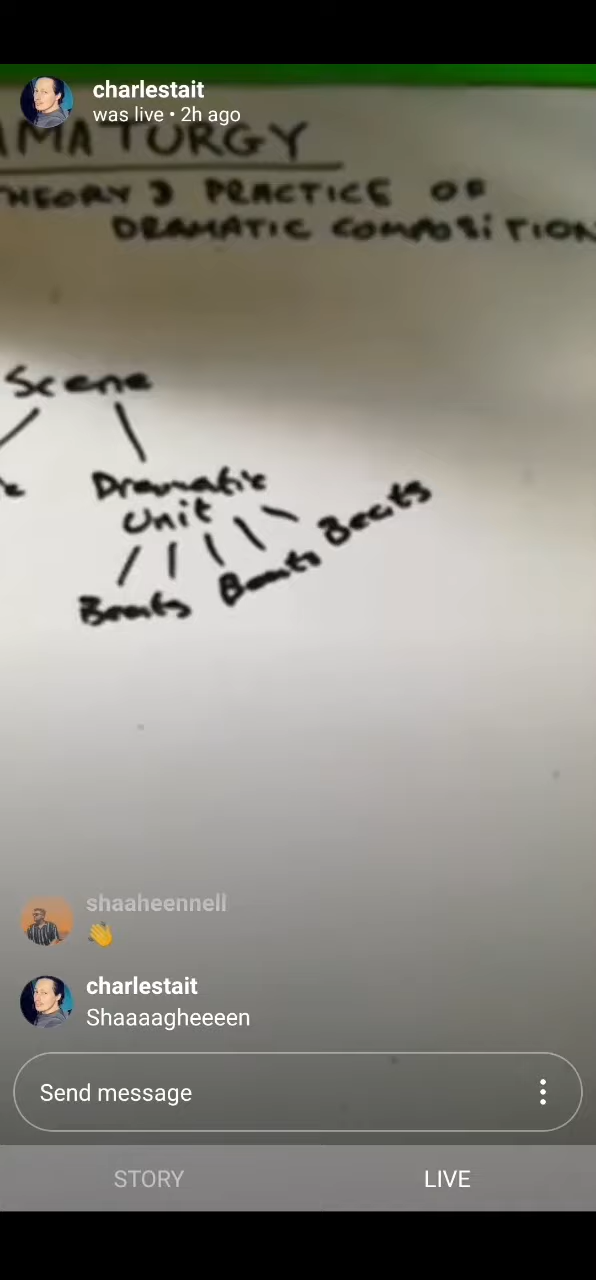 charlestait
was live • 2h ago
AMATURGY
THEORY & PRACTICE OF
DRAMATIC COMPOSITION
Scene
Dramatic
Unit
Beats
Beats
Beats
shaaheennell
👏
charlestait
Shaaaagheeeen
Send message
STORY
LIVE